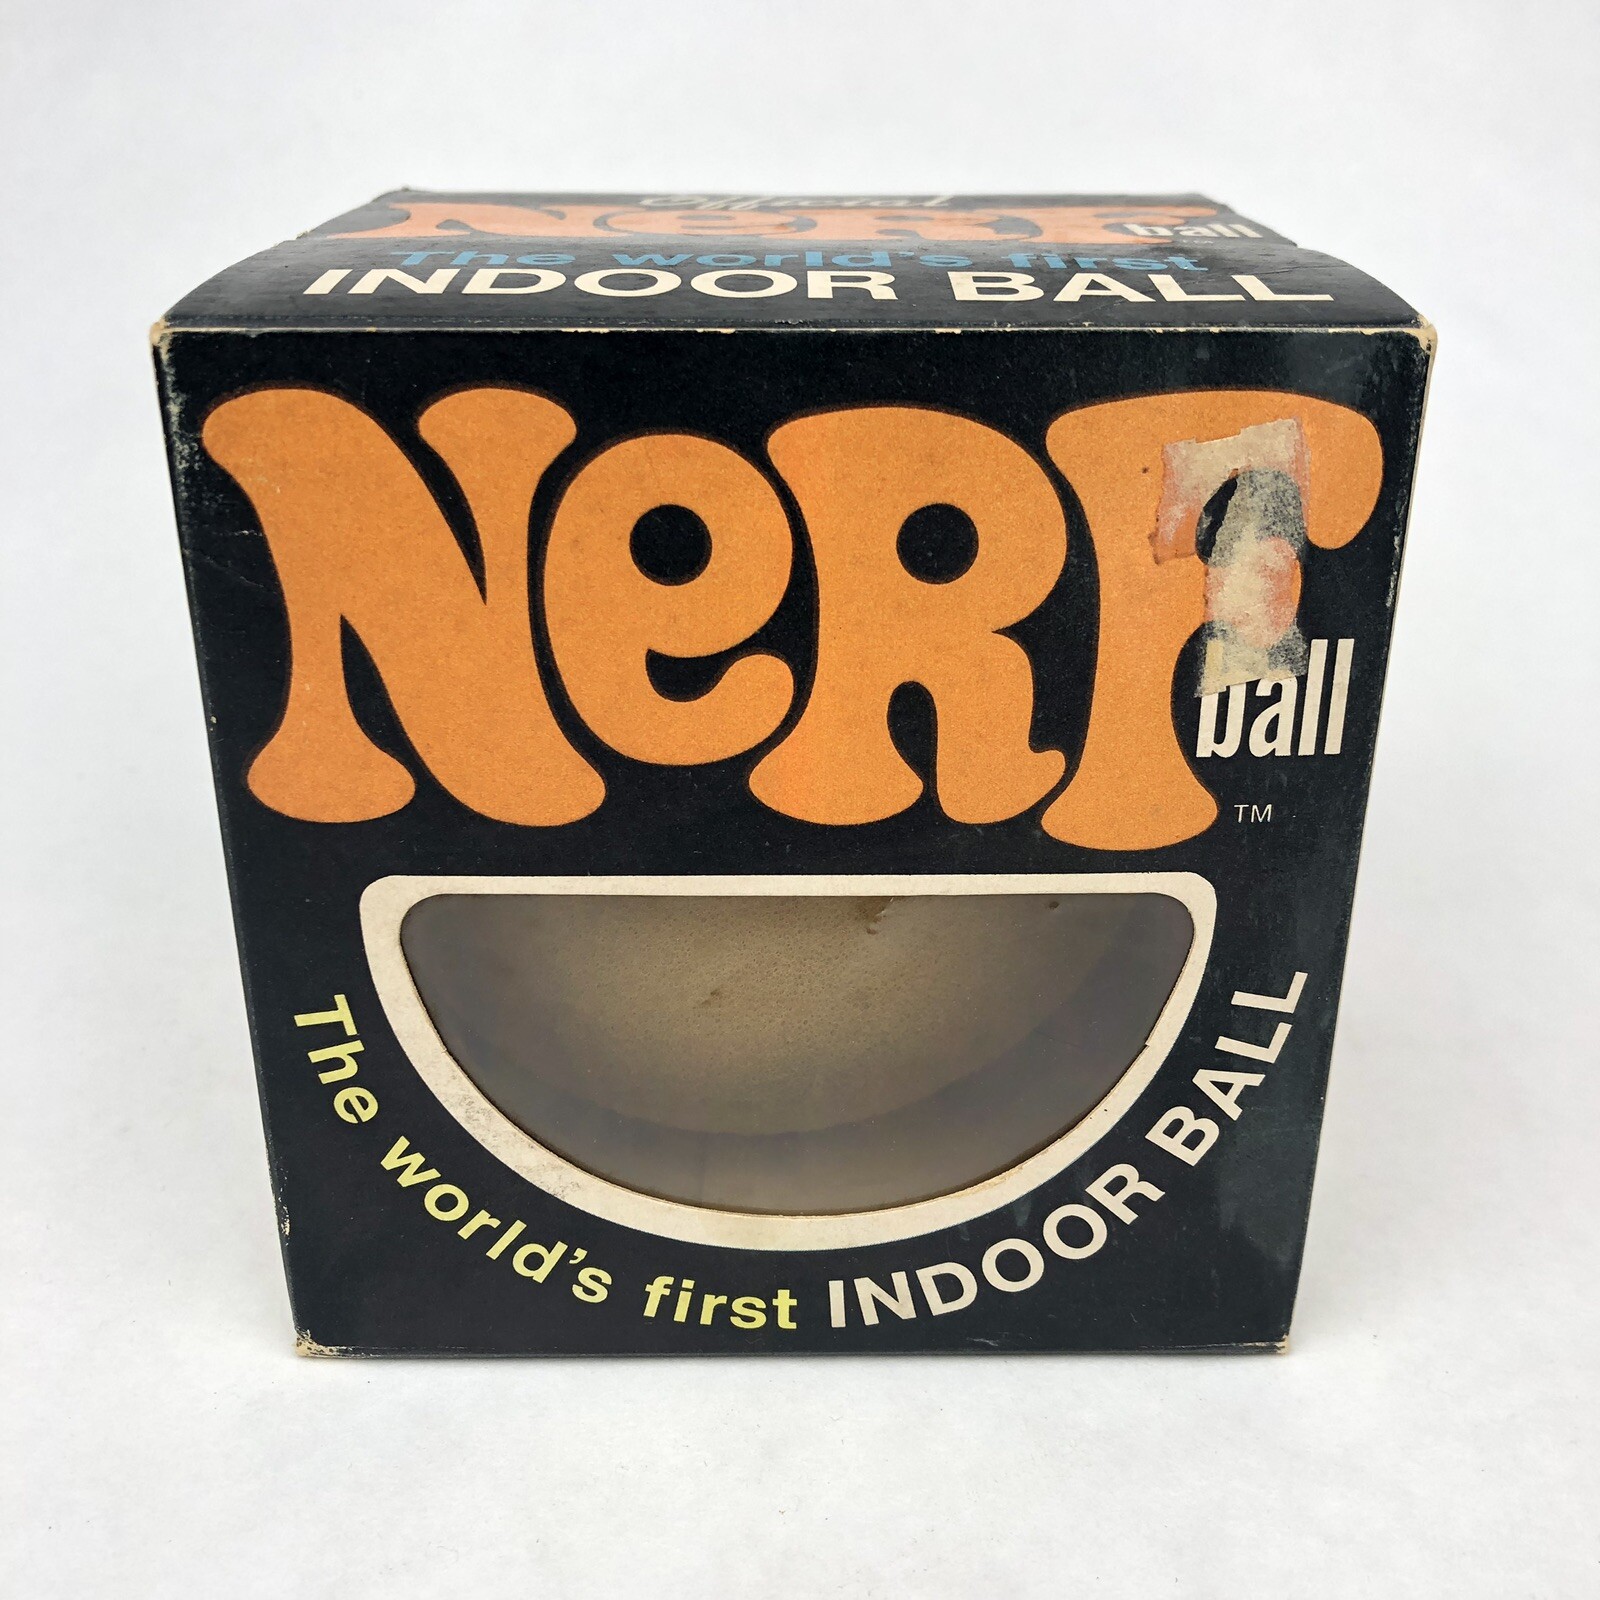 Official
NeRF ball
The world's first
INDOOR BALL
NeRF
ball
TM
The world's first INDOOR BALL